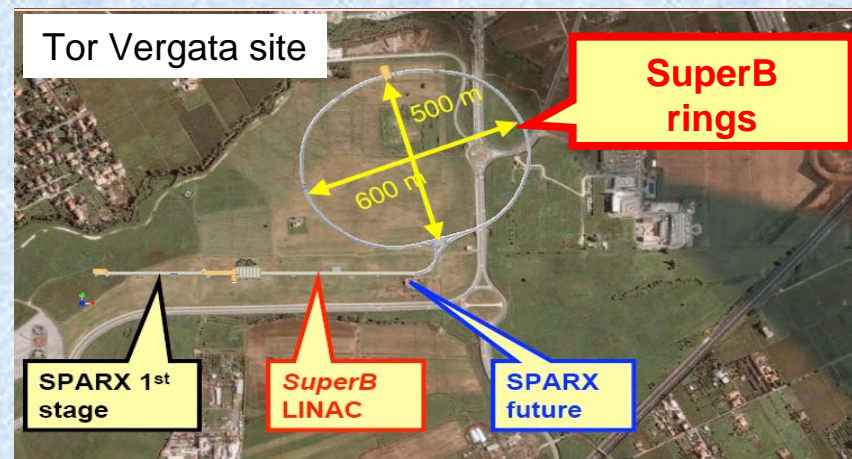 Tor Vergata site
SuperB
rings
500 m
600 m
SPARX 1st
stage
SuperB
LINAC
SPARX
future